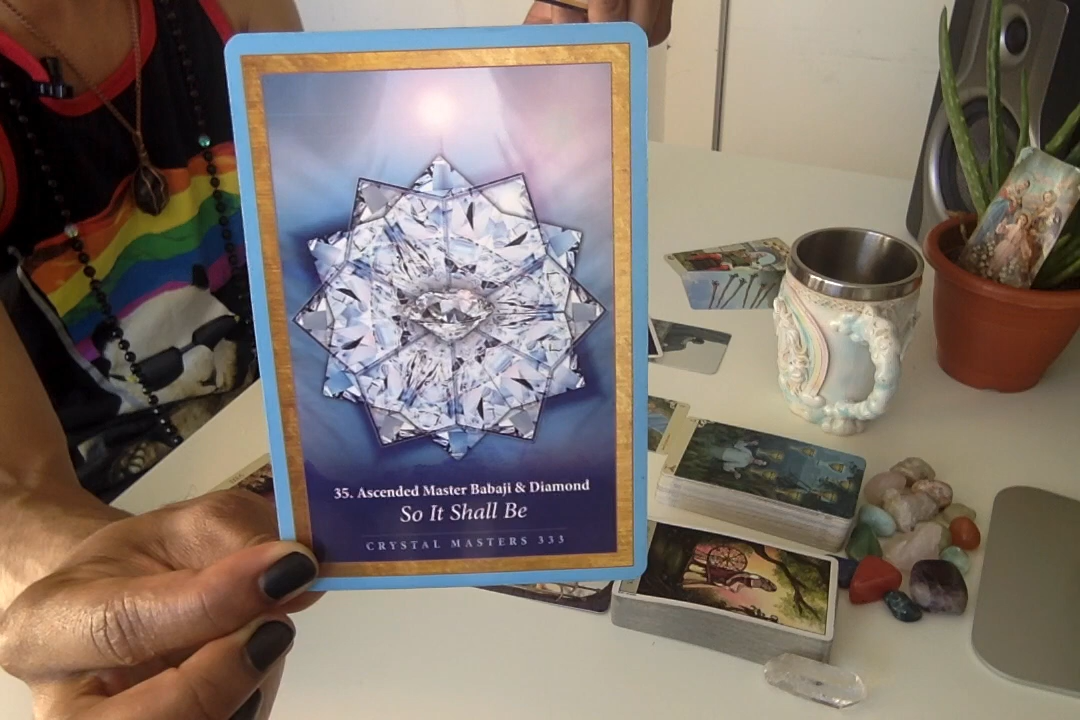 35. Ascended Master Babaji & Diamond
So It Shall Be
CRYSTAL MASTERS 333